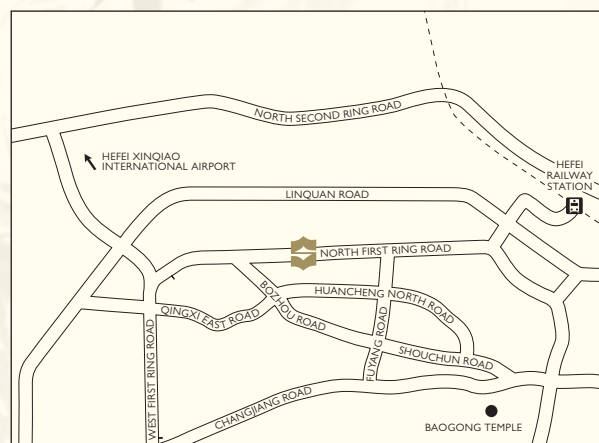 NORTH SECOND RING ROAD
HEFEI XINQIAO
INTERNATIONAL AIRPORT
HEFEI
RAILWAY
STATION
LINQUAN ROAD
NORTH FIRST RING ROAD
BOZHOU ROAD
HUANCHENG NORTH ROAD
QINGXI EAST ROAD
FUYANG ROAD
WEST FIRST RING ROAD
SHOUCHUN ROAD
CHANGJIANG ROAD
BAOGONG TEMPLE